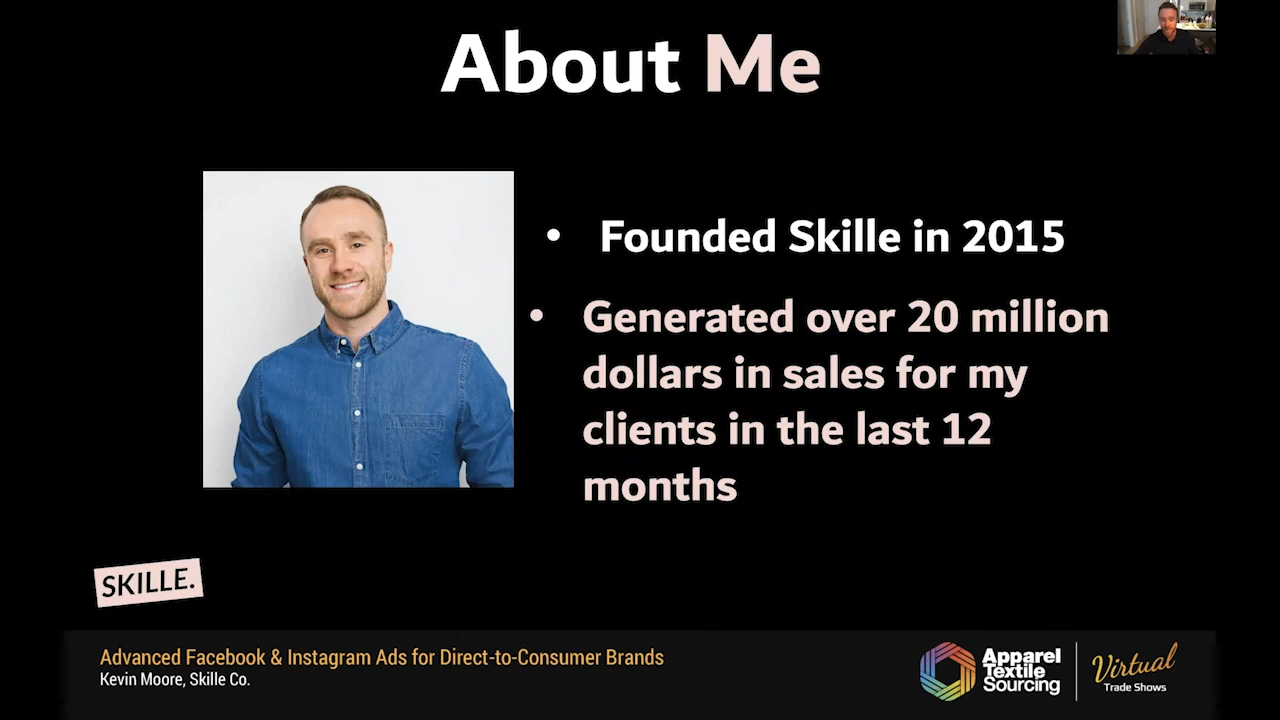 About Me
• Founded Skille in 2015
• Generated over 20 million
dollars in sales for my
clients in the last 12
months
SKILLE.
Advanced Facebook & Instagram Ads for Direct-to-Consumer Brands
Kevin Moore, Skille Co.
Apparel
Textile
Sourcing
Virtual
Trade Shows